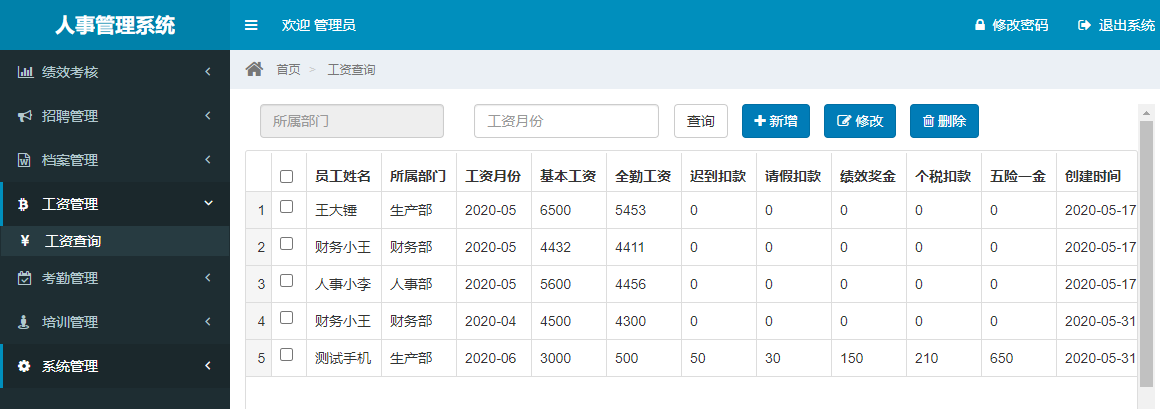 人事管理系统
欢迎 管理员
修改密码 退出系统
绩效考核
招聘管理
档案管理
工资管理
¥ 工资查询
考勤管理
培训管理
系统管理
首页 > 工资查询
所属部门 工资月份 查询 新增 修改 删除
员工姓名 所属部门 工资月份 基本工资 全勤工资 迟到扣款 请假扣款 绩效奖金 个税扣款 五险一金 创建时间
1 王大锤 生产部 2020-05 6500 5453 0 0 0 0 0 2020-05-17
2 财务小王 财务部 2020-05 4432 4411 0 0 0 0 0 2020-05-17
3 人事小李 人事部 2020-05 5600 4456 0 0 0 0 0 2020-05-17
4 财务小王 财务部 2020-04 4500 4300 0 0 0 0 0 2020-05-31
5 测试手机 生产部 2020-06 3000 500 50 30 150 210 650 2020-05-31